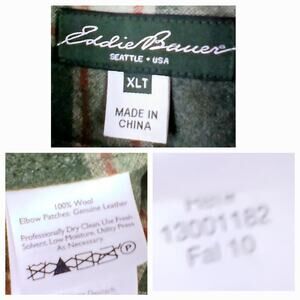 Eddie Bauer
SEATTLE • USA
XLT
MADE IN
CHINA
100% Wool
Elbow Patches: Genuine Leather
Professionally Dry Clean, Use Fresh
Solvent, Low Moisture, Steam Press
As Necessary.
P
13001182
Fal 10